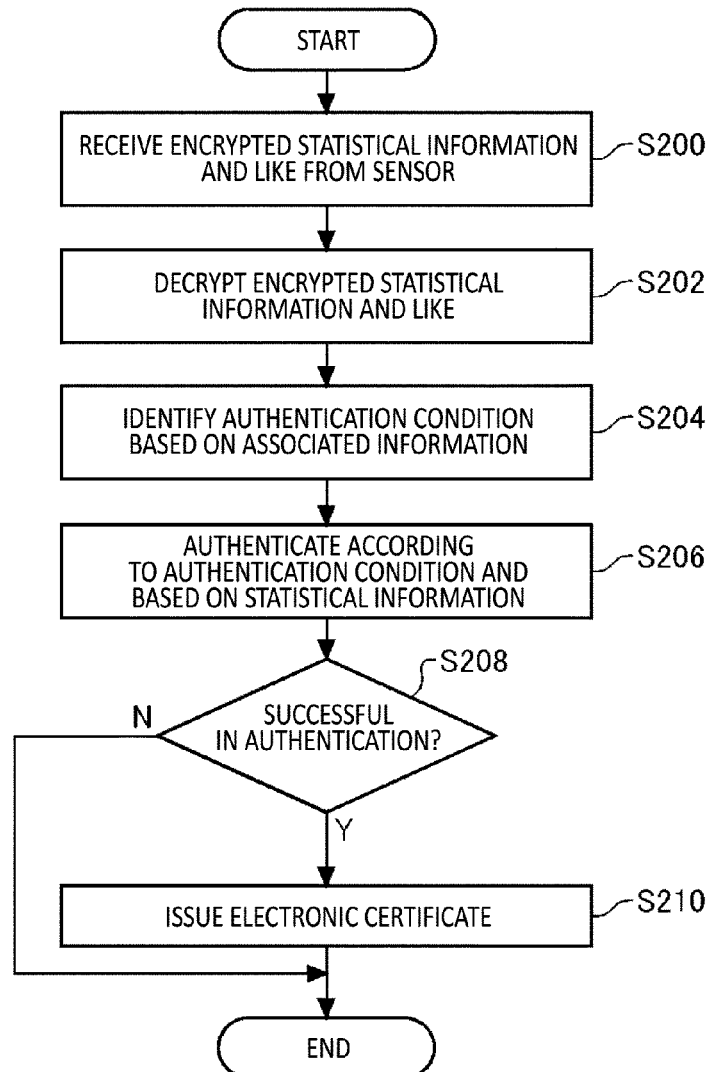 START
RECEIVE ENCRYPTED STATISTICAL INFORMATION
AND LIKE FROM SENSOR
S200
DECRYPT ENCRYPTED STATISTICAL
INFORMATION AND LIKE
S202
IDENTIFY AUTHENTICATION CONDITION
BASED ON ASSOCIATED INFORMATION
S204
AUTHENTICATE ACCORDING
TO AUTHENTICATION CONDITION AND
BASED ON STATISTICAL INFORMATION
S206
S208
N
SUCCESSFUL
IN AUTHENTICATION?
Y
ISSUE ELECTRONIC CERTIFICATE
S210
END